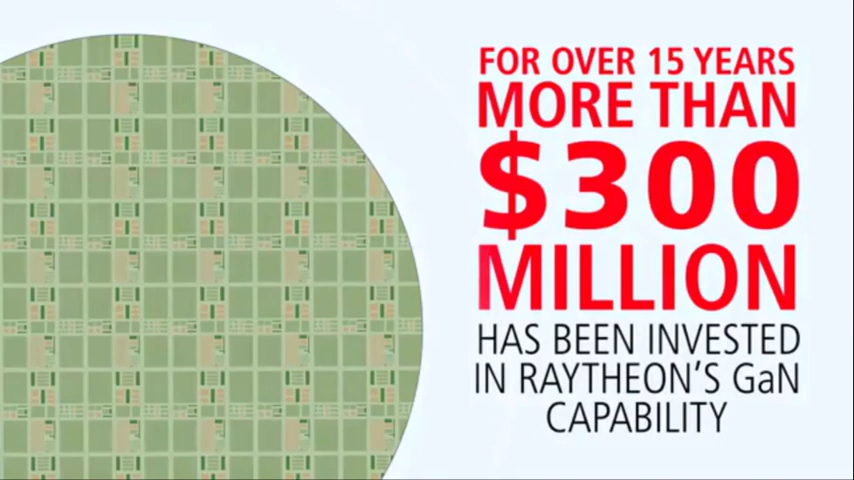 FOR OVER 15 YEARS
MORE THAN
$300
MILLION
HAS BEEN INVESTED
IN RAYTHEON'S GaN
CAPABILITY